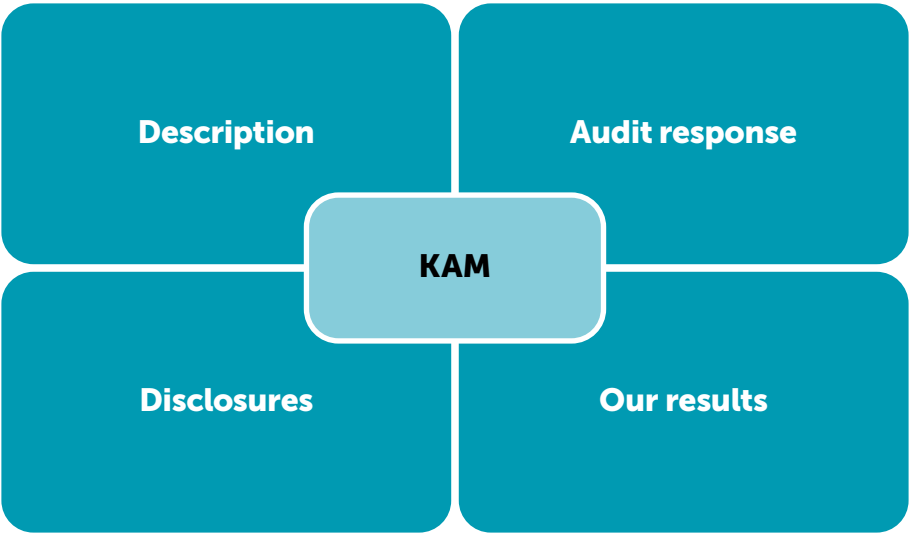 Description
Audit response
KAM
Disclosures
Our results